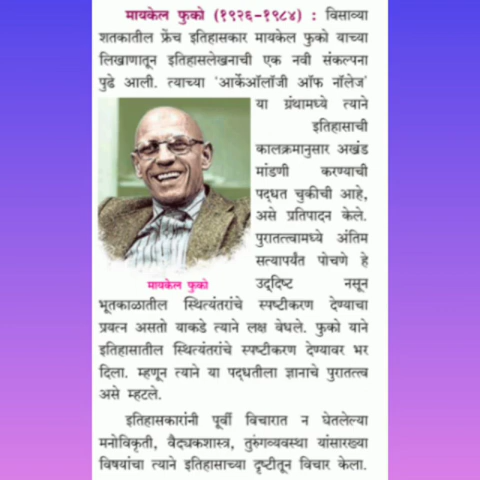 मायकेल फुको (१९२६-१९८४) : विसाव्या
शतकातील फ्रेंच इतिहासकार मायकेल फुको याच्या
लिखाणातून इतिहासलेखनाची एक नवी संकल्पना
पुढे आली. त्याच्या ‘आर्केऑलॉजी ऑफ नॉलेज’
या ग्रंथामध्ये त्याने
इतिहासाची
कालक्रमानुसार अखंड
मांडणी करण्याची
पद्धत चुकीची आहे,
असे प्रतिपादन केले.
पुरातत्त्वामध्ये अंतिम
सत्यापर्यंत पोचणे हे
उद्दिष्ट नसून
मायकेल फुको
भूतकाळातील स्थित्यंतरांचे स्पष्टीकरण देण्याचा
प्रयत्न असतो याकडे त्याने लक्ष वेधले. फुको याने
इतिहासातील स्थित्यंतरांचे स्पष्टीकरण देण्यावर भर
दिला. म्हणून त्याने या पद्धतीला ज्ञानाचे पुरातत्त्व
असे म्हटले.
इतिहासकारांनी पूर्वी विचारात न घेतलेल्या
मनोविकृती, वैद्यकशास्त्र, तुरुंगव्यवस्था यांसारख्या
विषयांचा त्याने इतिहासाच्या दृष्टीतून विचार केला.